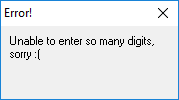 Error!
Unable to enter so many digits,
sorry :(